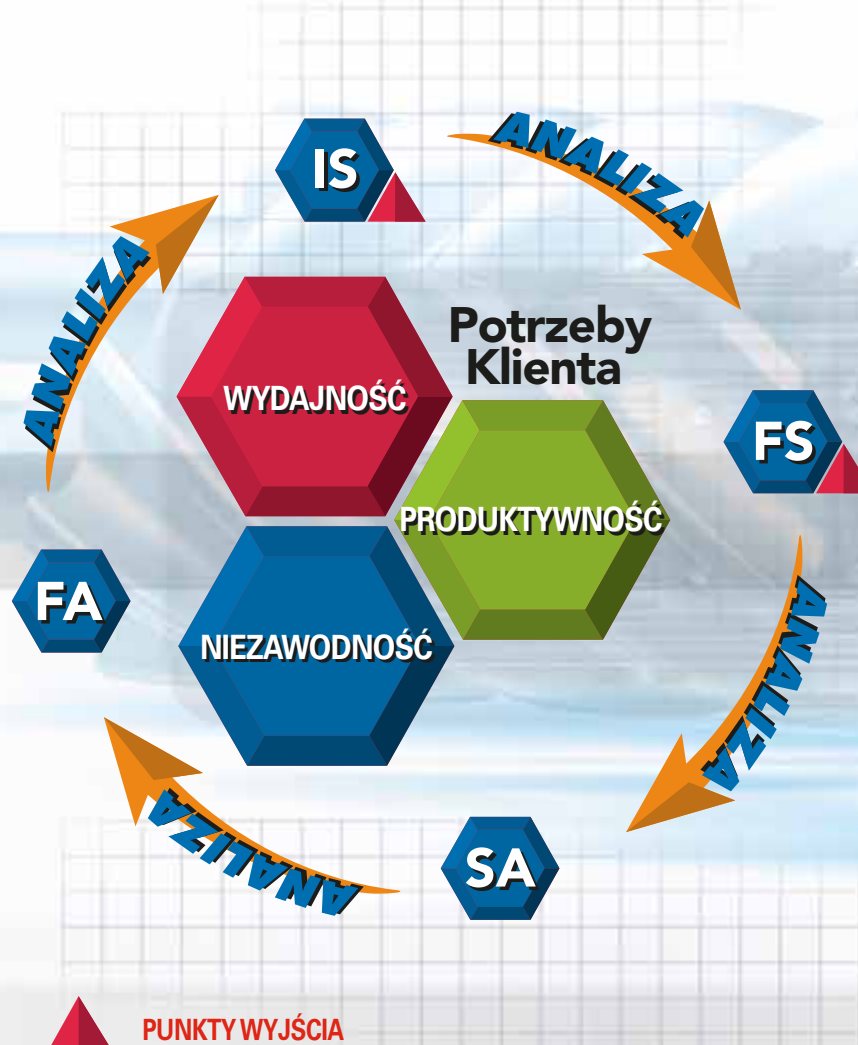 IS
ANALIZA
ANALIZA
Potrzeby
Klienta
WYDAJNOŚĆ
FS
PRODUKTYWNOŚĆ
FA
NIEZAWODNOŚĆ
ANALIZA
ANALIZA
SA
PUNKTY WYJŚCIA